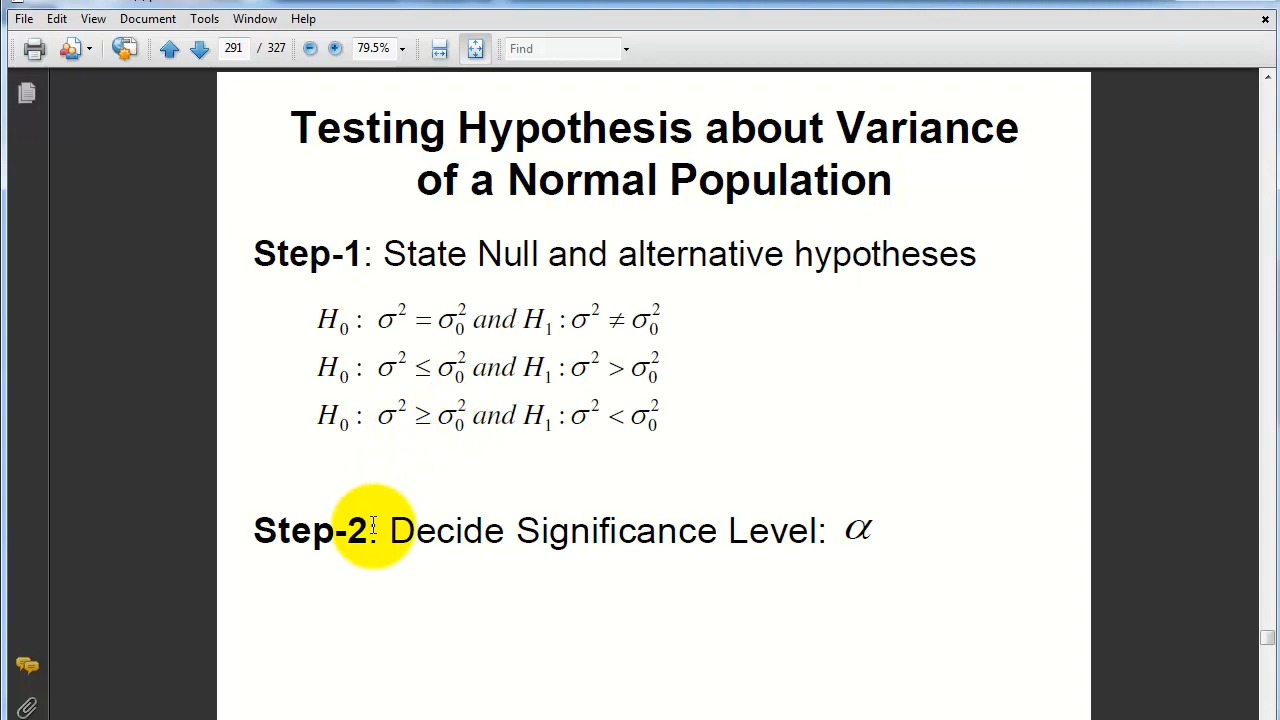 File Edit View Document Tools Window Help ×
291 / 327 79.5% Find
Testing Hypothesis about Variance
of a Normal Population
Step-1: State Null and alternative hypotheses
H₀ : σ² = σ₀² and H₁ : σ² ≠ σ₀²
H₀ : σ² ≤ σ₀² and H₁ : σ² > σ₀²
H₀ : σ² ≥ σ₀² and H₁ : σ² < σ₀²
Step-2: Decide Significance Level: α